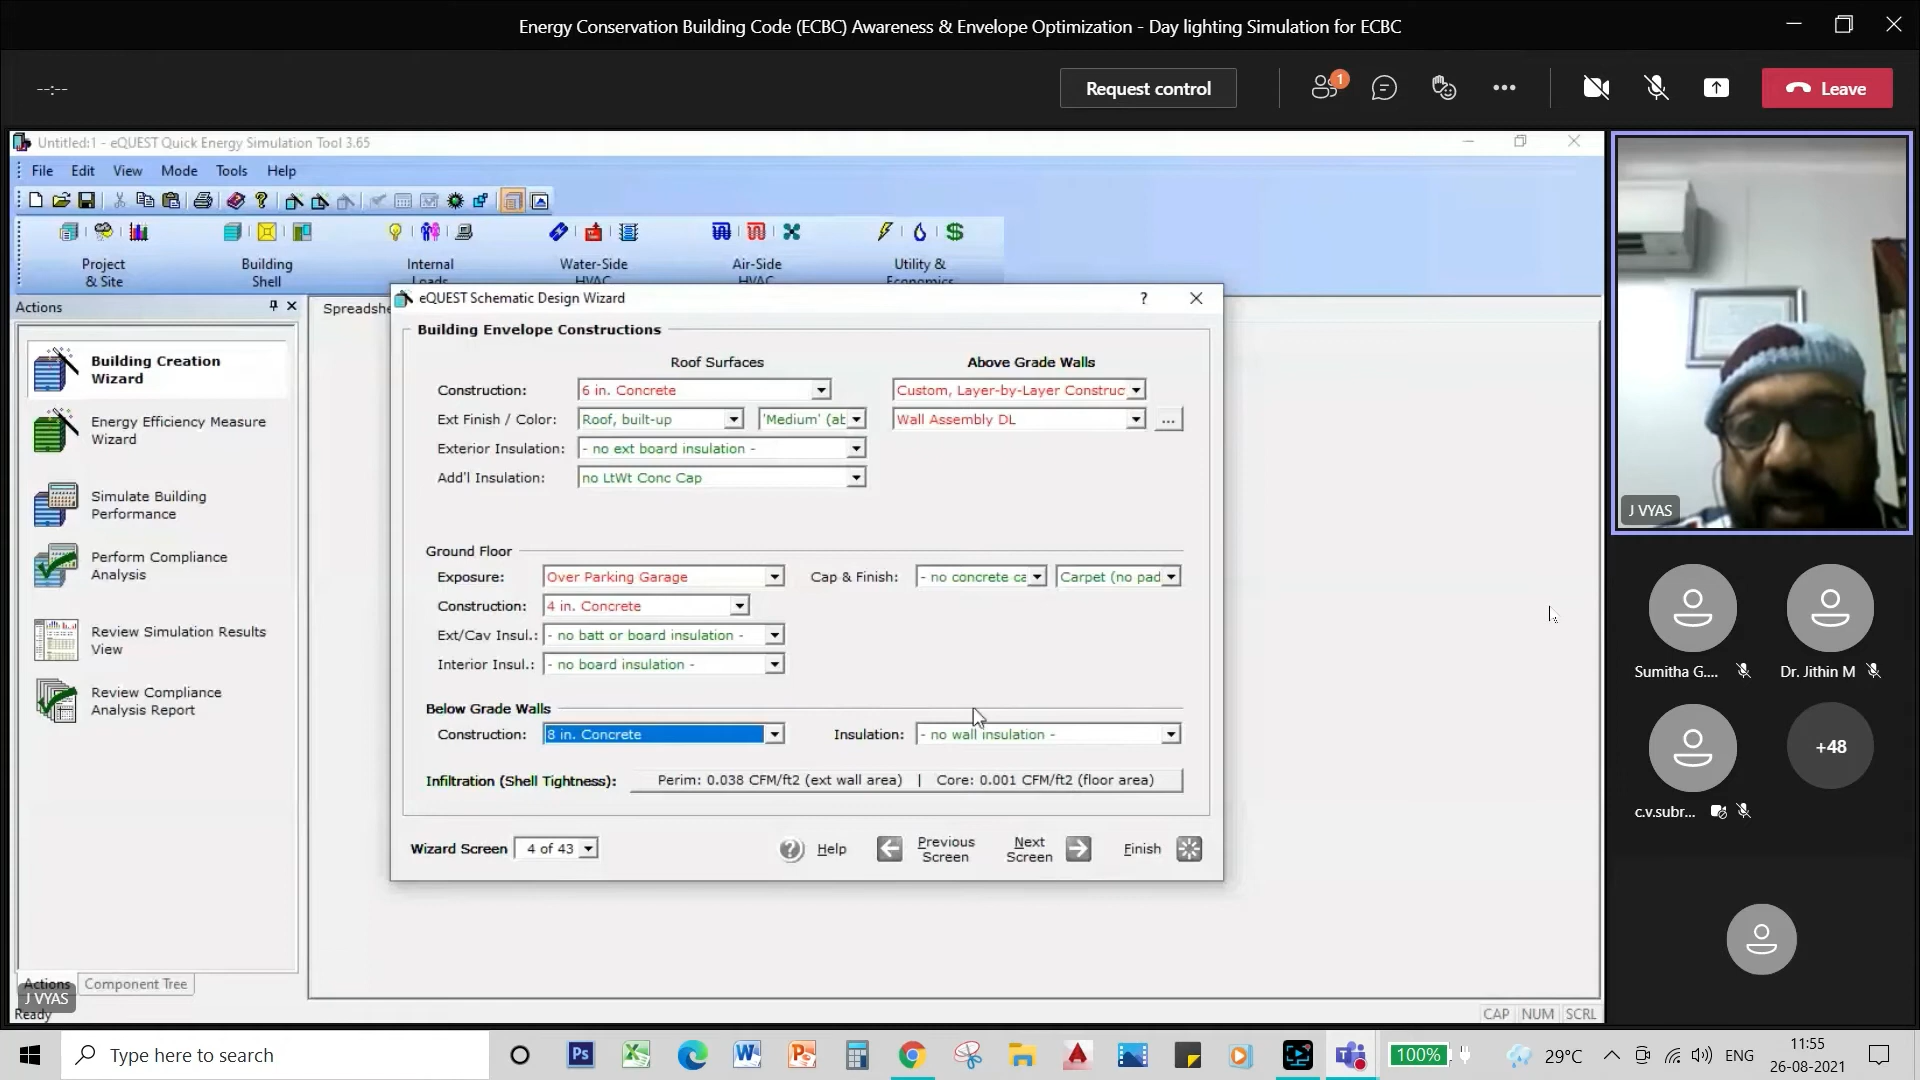 Energy Conservation Building Code (ECBC) Awareness & Envelope Optimization - Day lighting Simulation for ECBC
--:--
Request control
1
Leave
Untitled:1 - eQUEST Quick Energy Simulation Tool 3.65
File Edit View Mode Tools Help
Project & Site
Building Shell
Internal Loads
Water-Side HVAC
Air-Side HVAC
Utility & Economics
Actions
Spreadshe
Building Creation Wizard
Energy Efficiency Measure Wizard
Simulate Building Performance
Perform Compliance Analysis
Review Simulation Results View
Review Compliance Analysis Report
Actions Component Tree
J VYAS
Ready
CAP NUM SCRL
eQUEST Schematic Design Wizard
?
Building Envelope Constructions
Roof Surfaces Above Grade Walls
Construction: 6 in. Concrete Custom, Layer-by-Layer Construc
Ext Finish / Color: Roof, built-up 'Medium' (ab Wall Assembly DL ...
Exterior Insulation: - no ext board insulation -
Add'l Insulation: no LtWt Conc Cap
Ground Floor
Exposure: Over Parking Garage Cap & Finish: - no concrete ca Carpet (no pad
Construction: 4 in. Concrete
Ext/Cav Insul.: - no batt or board insulation -
Interior Insul.: - no board insulation -
Below Grade Walls
Construction: 8 in. Concrete Insulation: - no wall insulation -
Infiltration (Shell Tightness): Perim: 0.038 CFM/ft2 (ext wall area) | Core: 0.001 CFM/ft2 (floor area)
Wizard Screen 4 of 43 Help Previous Screen Next Screen Finish
J VYAS
Sumitha G.... Dr. Jithin M
c.v.subr... +48
Type here to search
100%
29°C
ENG
11:55
26-08-2021